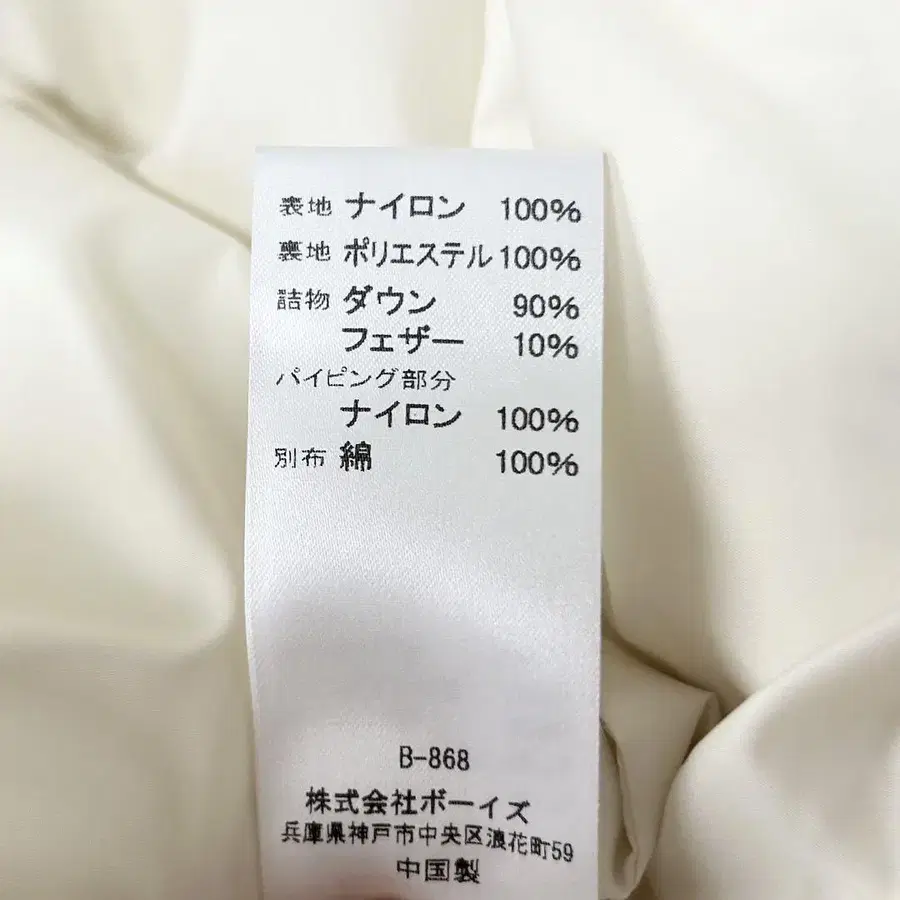 表地 ナイロン 100%
裏地 ポリエステル 100%
詰物 ダウン 90%
フェザー 10%
パイピング部分
ナイロン 100%
別布 綿 100%
B-868
株式会社ボーイズ
兵庫県神戸市中央区浪花町59
中国製